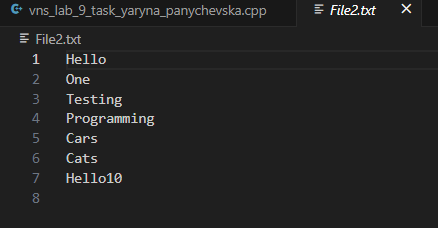 vns_lab_9_task_yaryna_panychevska.cpp File2.txt
File2.txt
1 Hello
2 One
3 Testing
4 Programming
5 Cars
6 Cats
7 Hello10
8